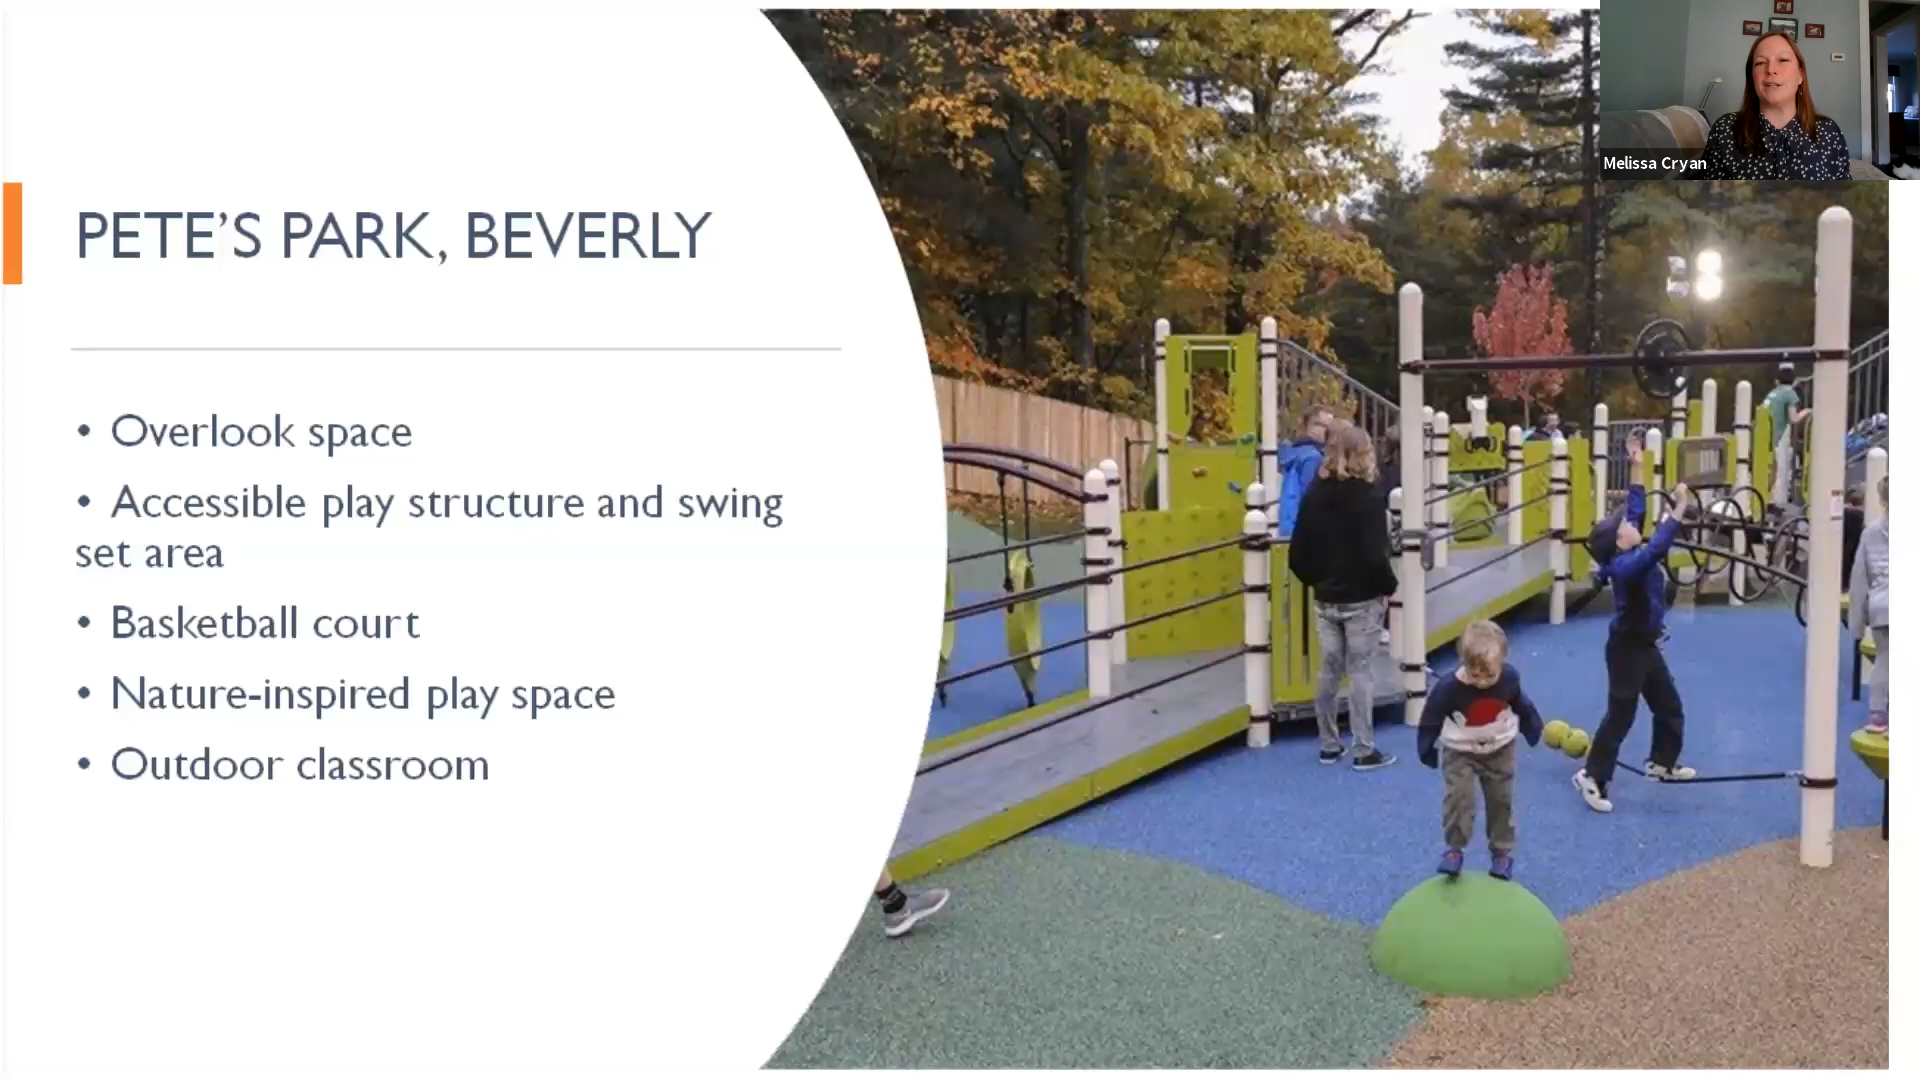 Melissa Cryan
PETE'S PARK, BEVERLY
• Overlook space
• Accessible play structure and swing
set area
• Basketball court
• Nature-inspired play space
• Outdoor classroom